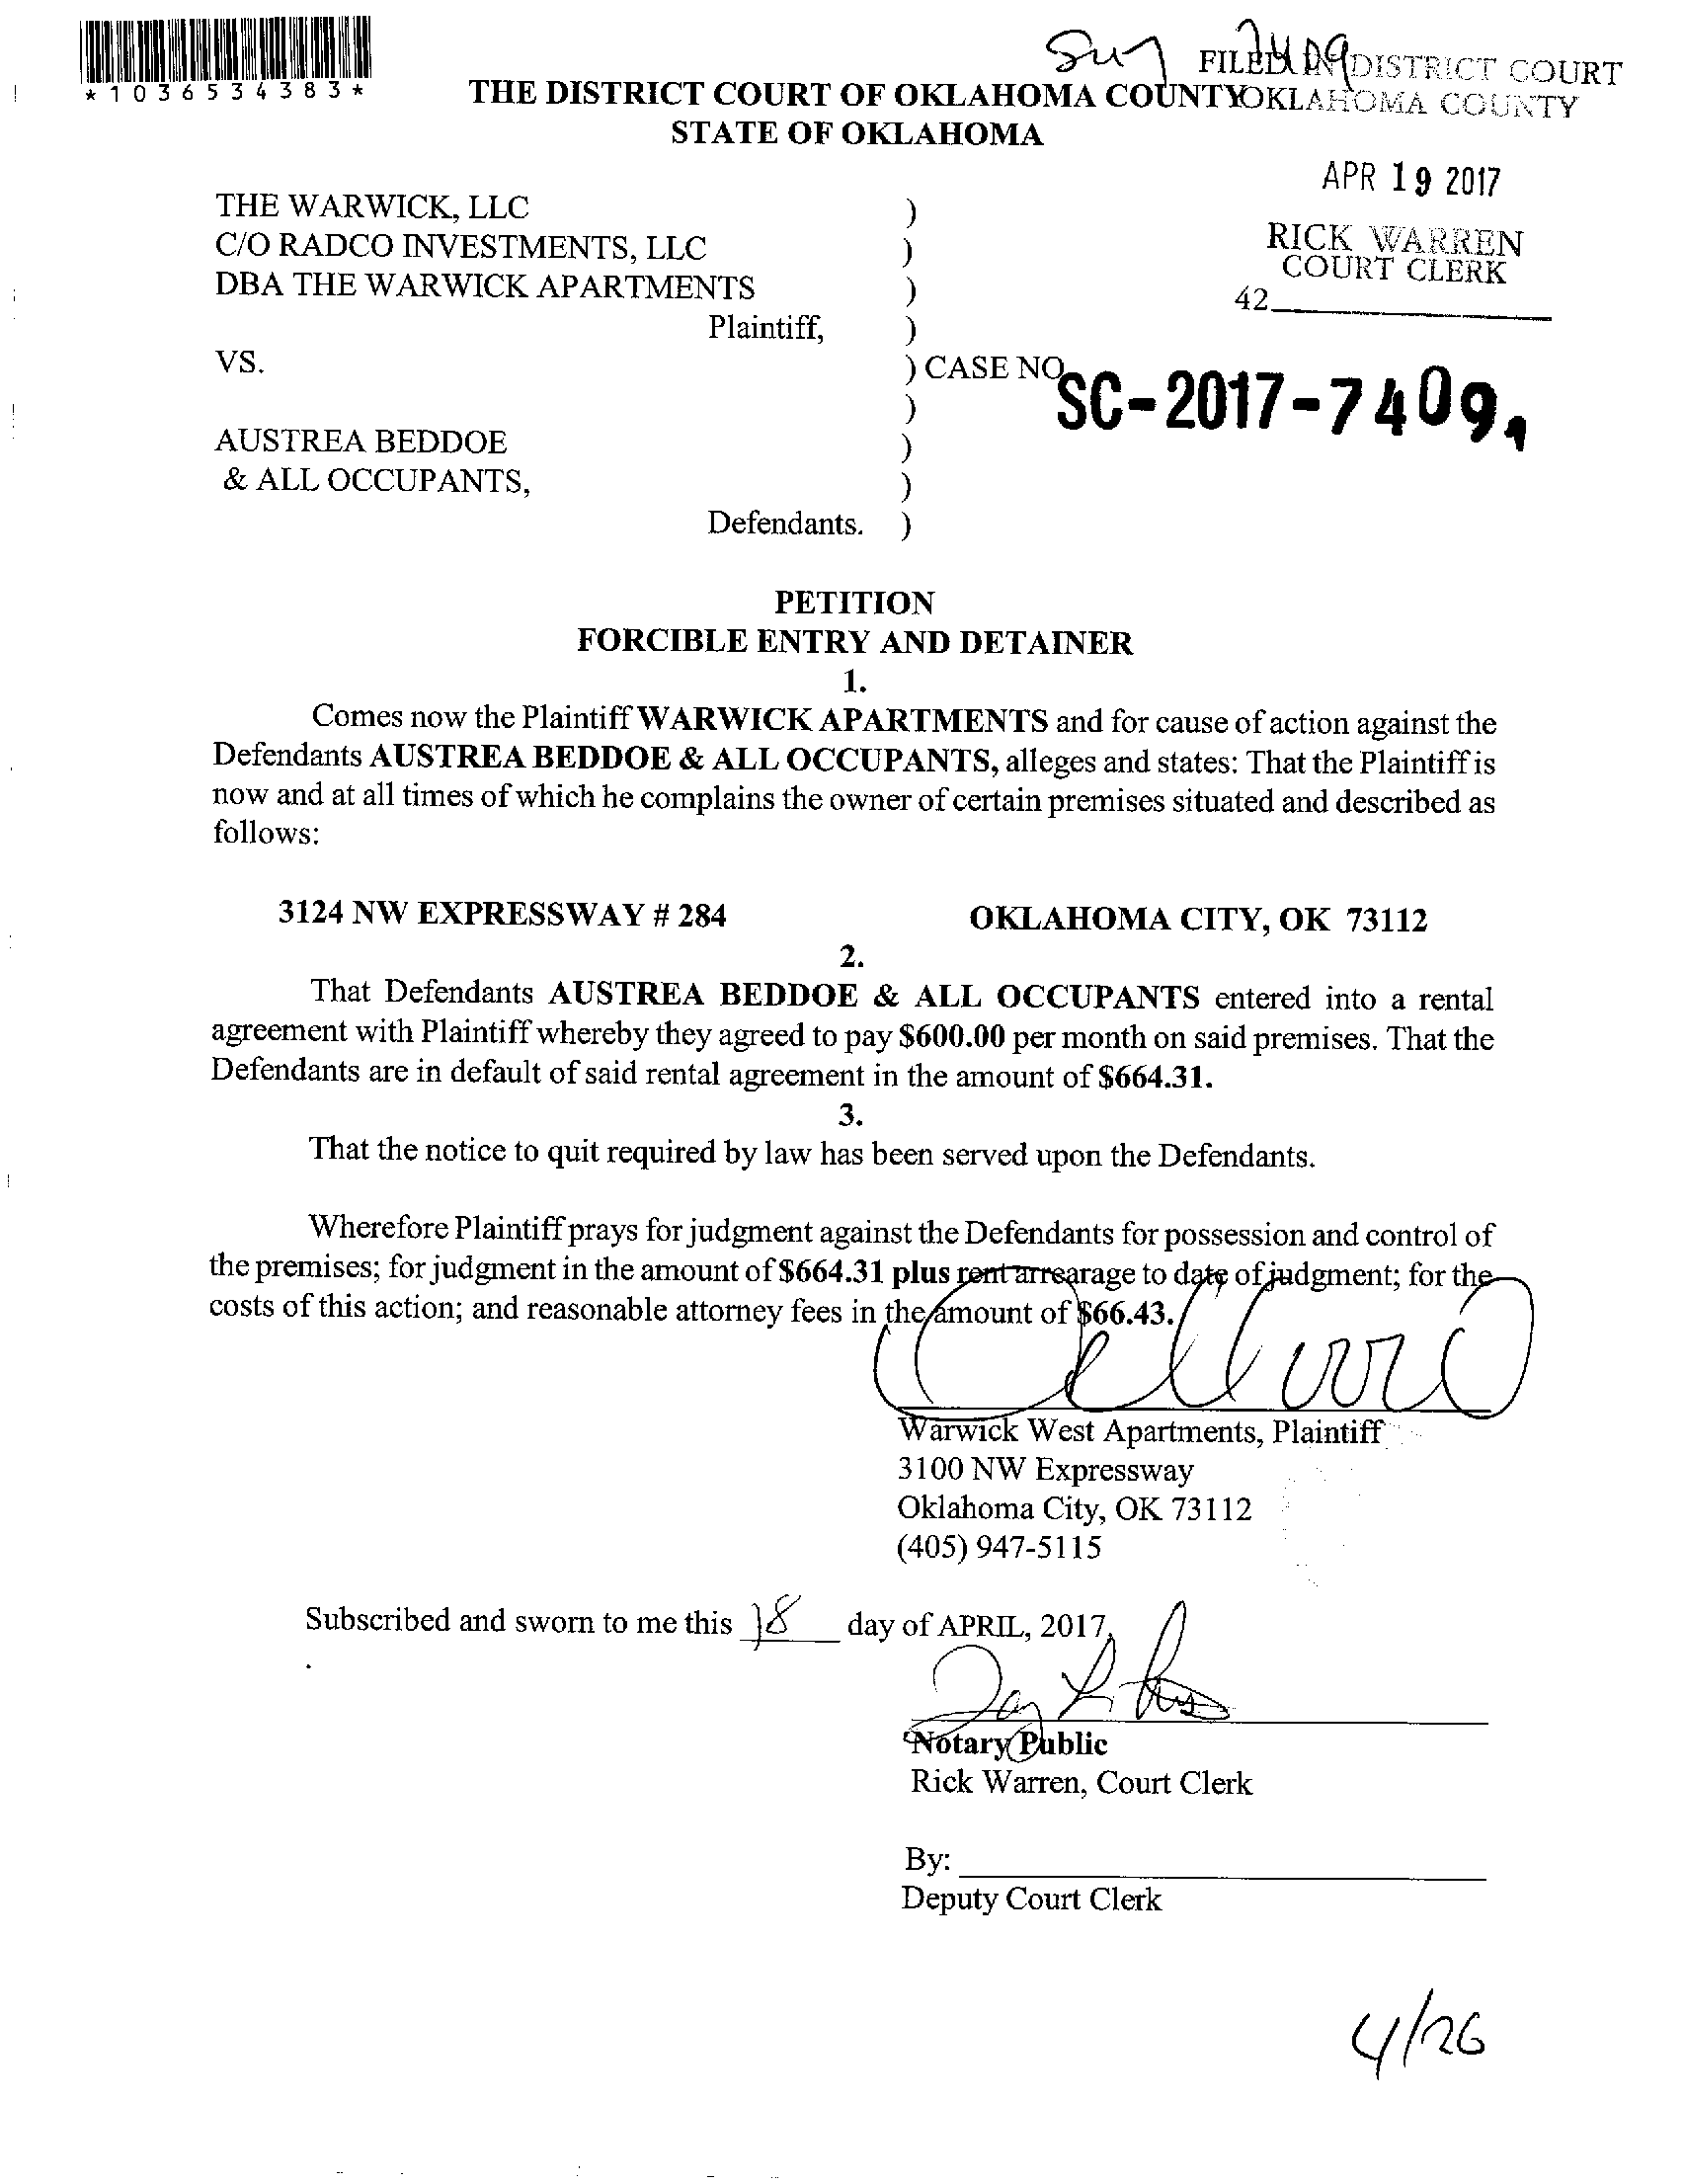 *1036534383*
FILED IN DISTRICT COURT
THE DISTRICT COURT OF OKLAHOMA COUNTY OKLAHOMA COUNTY
STATE OF OKLAHOMA
APR 19 2017
THE WARWICK, LLC )
C/O RADCO INVESTMENTS, LLC ) RICK WARREN
DBA THE WARWICK APARTMENTS ) COURT CLERK
42
Plaintiff, )
VS. ) CASE NO. SC-2017-7409
)
AUSTREA BEDDOE )
& ALL OCCUPANTS, )
Defendants. )
PETITION
FORCIBLE ENTRY AND DETAINER
1.
Comes now the Plaintiff WARWICK APARTMENTS and for cause of action against the
Defendants AUSTREA BEDDOE & ALL OCCUPANTS, alleges and states: That the Plaintiff is
now and at all times of which he complains the owner of certain premises situated and described as
follows:
3124 NW EXPRESSWAY # 284 OKLAHOMA CITY, OK 73112
2.
That Defendants AUSTREA BEDDOE & ALL OCCUPANTS entered into a rental
agreement with Plaintiff whereby they agreed to pay $600.00 per month on said premises. That the
Defendants are in default of said rental agreement in the amount of $664.31.
3.
That the notice to quit required by law has been served upon the Defendants.
Wherefore Plaintiff prays for judgment against the Defendants for possession and control of
the premises; for judgment in the amount of $664.31 plus rent arrearage to date of judgment; for the
costs of this action; and reasonable attorney fees in the amount of $66.43.
Warwick West Apartments, Plaintiff
3100 NW Expressway
Oklahoma City, OK 73112
(405) 947-5115
Subscribed and sworn to me this 18 day of APRIL, 2017.
Notary Public
Rick Warren, Court Clerk
By:
Deputy Court Clerk
4/26